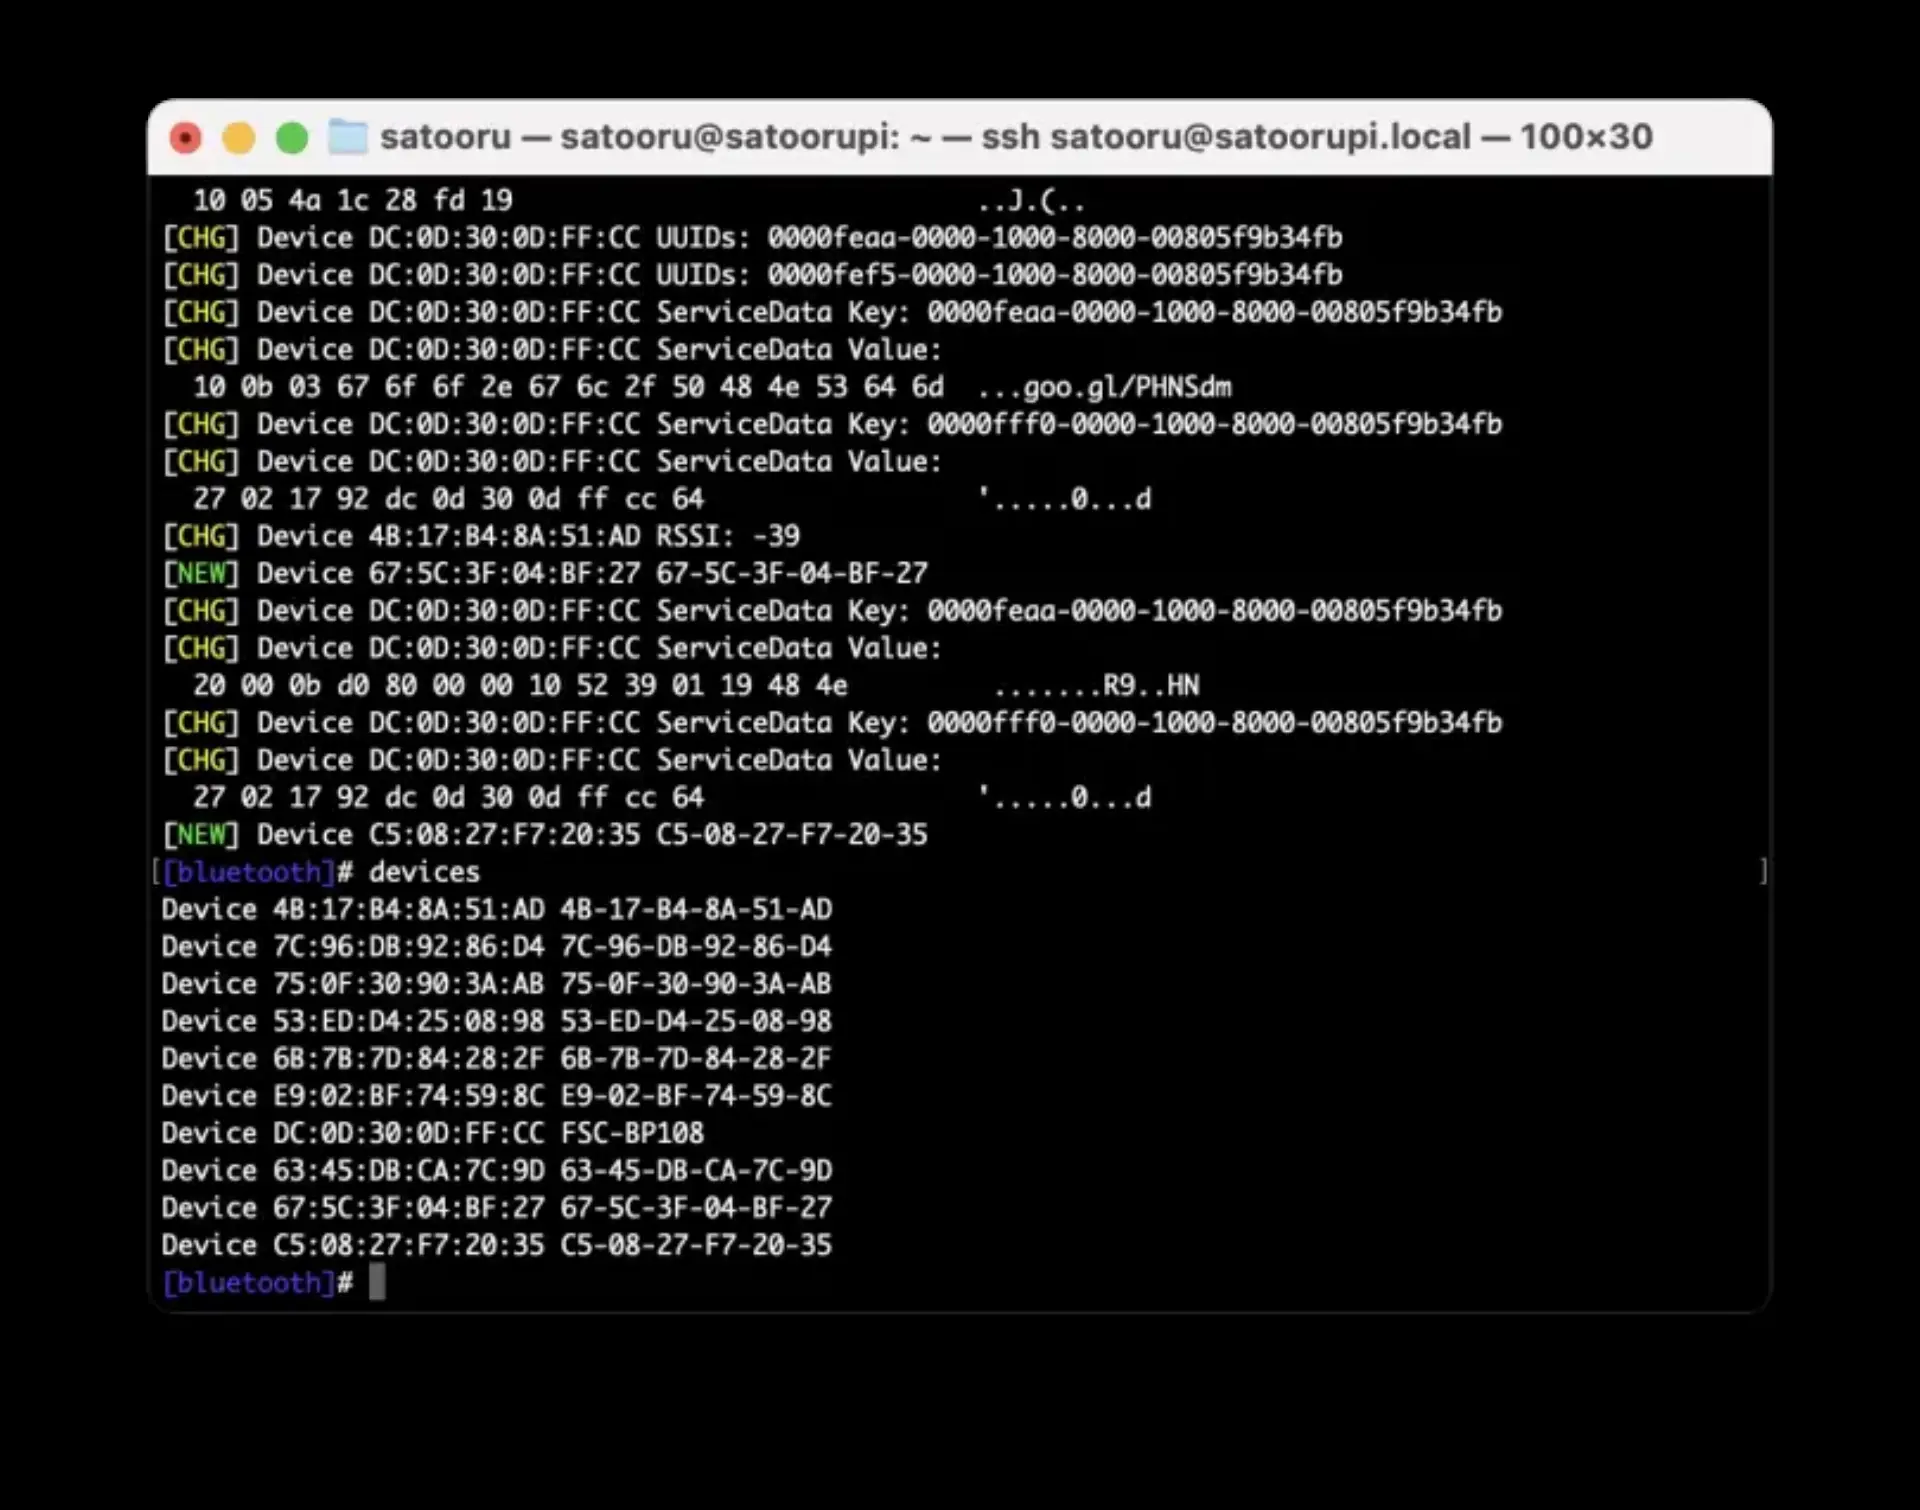 satooru — satooru@satoorupi: ~ — ssh satooru@satoorupi.local — 100×30
10 05 4a 1c 28 fd 19 ..J.(..
[CHG] Device DC:0D:30:0D:FF:CC UUIDs: 0000feaa-0000-1000-8000-00805f9b34fb
[CHG] Device DC:0D:30:0D:FF:CC UUIDs: 0000fef5-0000-1000-8000-00805f9b34fb
[CHG] Device DC:0D:30:0D:FF:CC ServiceData Key: 0000feaa-0000-1000-8000-00805f9b34fb
[CHG] Device DC:0D:30:0D:FF:CC ServiceData Value:
10 0b 03 67 6f 6f 2e 67 6c 2f 50 48 4e 53 64 6d ...goo.gl/PHNSdm
[CHG] Device DC:0D:30:0D:FF:CC ServiceData Key: 0000fff0-0000-1000-8000-00805f9b34fb
[CHG] Device DC:0D:30:0D:FF:CC ServiceData Value:
27 02 17 92 dc 0d 30 0d ff cc 64 '.....0...d
[CHG] Device 4B:17:B4:8A:51:AD RSSI: -39
[NEW] Device 67:5C:3F:04:BF:27 67-5C-3F-04-BF-27
[CHG] Device DC:0D:30:0D:FF:CC ServiceData Key: 0000feaa-0000-1000-8000-00805f9b34fb
[CHG] Device DC:0D:30:0D:FF:CC ServiceData Value:
20 00 0b d0 80 00 00 10 52 39 01 19 48 4e .......R9..HN
[CHG] Device DC:0D:30:0D:FF:CC ServiceData Key: 0000fff0-0000-1000-8000-00805f9b34fb
[CHG] Device DC:0D:30:0D:FF:CC ServiceData Value:
27 02 17 92 dc 0d 30 0d ff cc 64 '.....0...d
[NEW] Device C5:08:27:F7:20:35 C5-08-27-F7-20-35
[[bluetooth]# devices ]
Device 4B:17:B4:8A:51:AD 4B-17-B4-8A-51-AD
Device 7C:96:DB:92:86:D4 7C-96-DB-92-86-D4
Device 75:0F:30:90:3A:AB 75-0F-30-90-3A-AB
Device 53:ED:D4:25:08:98 53-ED-D4-25-08-98
Device 6B:7B:7D:84:28:2F 6B-7B-7D-84-28-2F
Device E9:02:BF:74:59:8C E9-02-BF-74-59-8C
Device DC:0D:30:0D:FF:CC FSC-BP108
Device 63:45:DB:CA:7C:9D 63-45-DB-CA-7C-9D
Device 67:5C:3F:04:BF:27 67-5C-3F-04-BF-27
Device C5:08:27:F7:20:35 C5-08-27-F7-20-35
[bluetooth]#